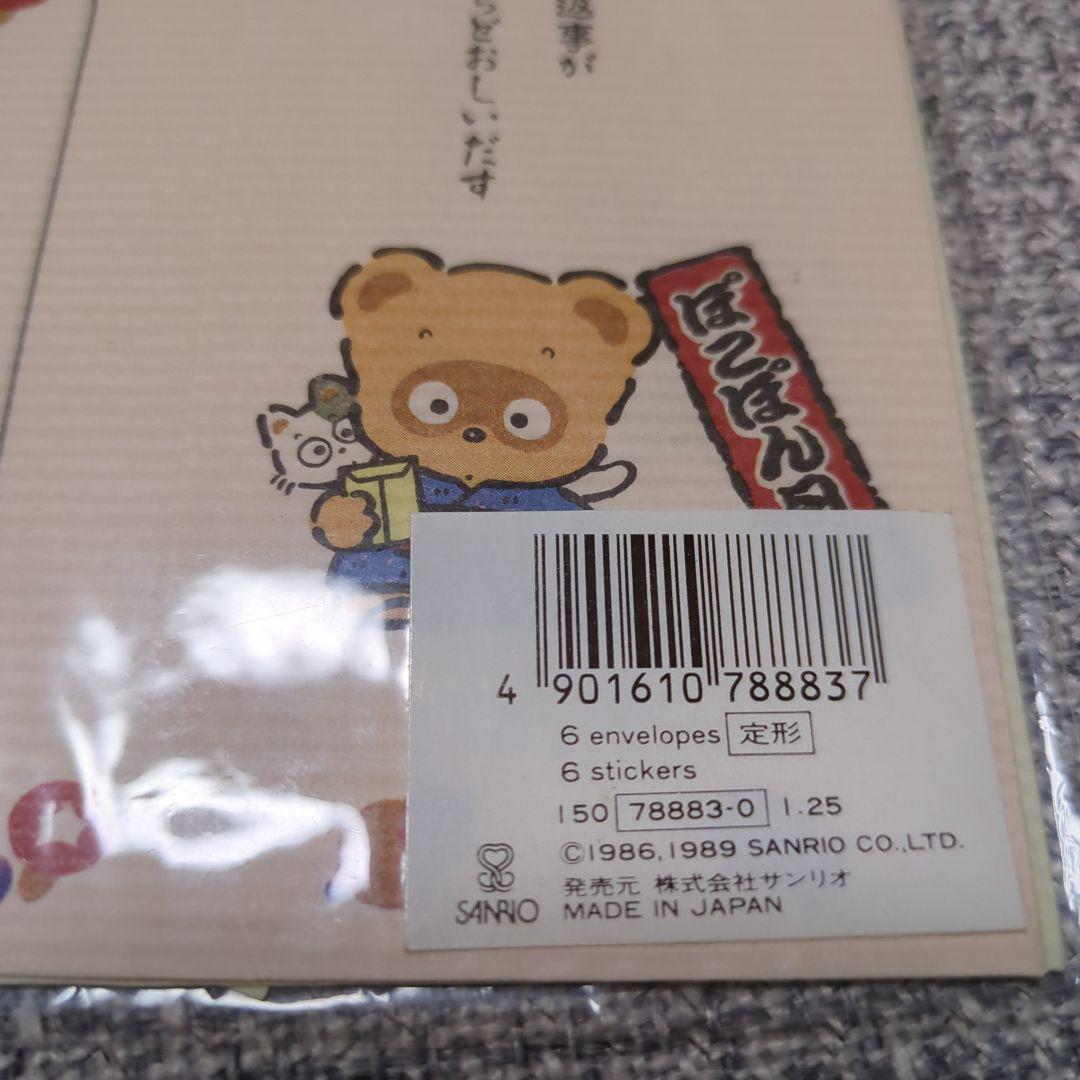 返事が
らどおしいだす
ぽこぽん
4 901610 788837
6 envelopes 定形
6 stickers
150 78883-0 1.25
©1986,1989 SANRIO CO.,LTD.
発売元 株式会社サンリオ
SANRIO
MADE IN JAPAN